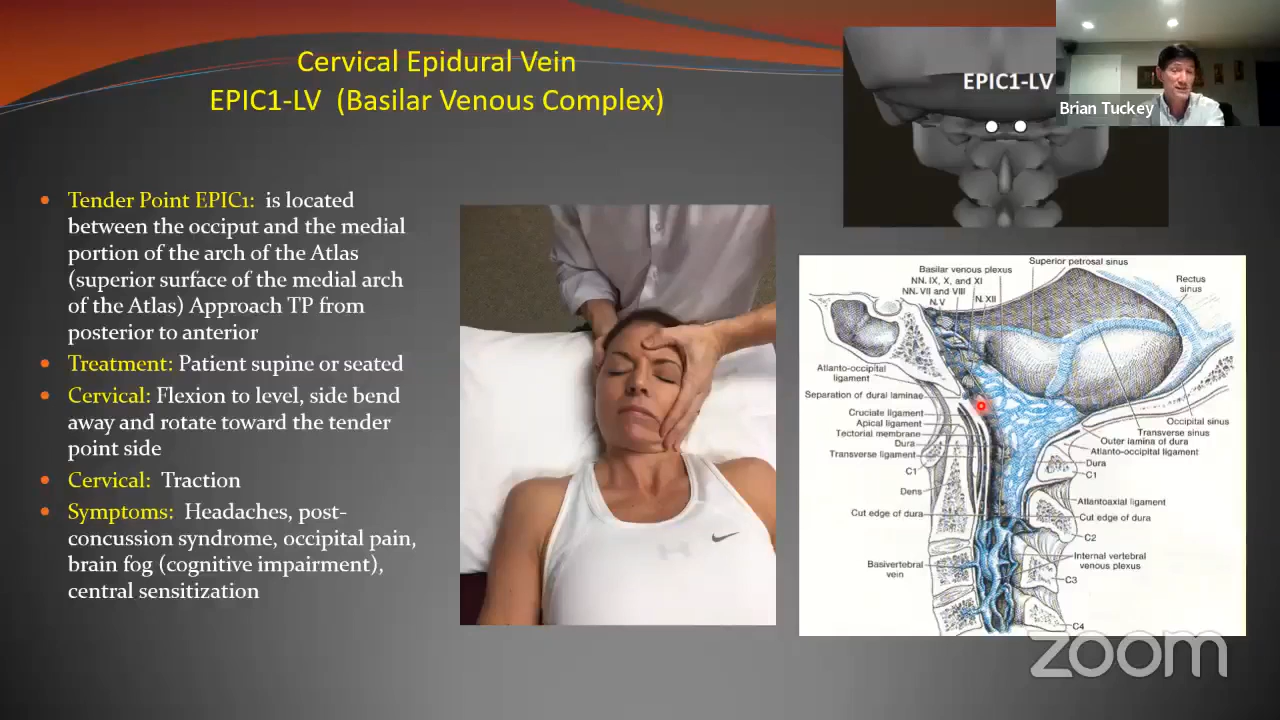 Cervical Epidural Vein
EPIC1-LV (Basilar Venous Complex)
EPIC1-LV
Brian Tuckey
Tender Point EPIC1: is located
between the occiput and the medial
portion of the arch of the Atlas
(superior surface of the medial arch
of the Atlas) Approach TP from
posterior to anterior
Treatment: Patient supine or seated
Cervical: Flexion to level, side bend
away and rotate toward the tender
point side
Cervical: Traction
Symptoms: Headaches, post-
concussion syndrome, occipital pain,
brain fog (cognitive impairment),
central sensitization
Superior petrosal sinus
Basilar venous plexus
NN. IX, X, and XI
NN. VII and VIII
N. V
N. XII
Rectus
sinus
Atlanto-occipital
ligament
Separation of dural laminae
Cruciate ligament
Apical ligament
Tectorial membrane
Dura
Transverse ligament
C1
Dens
Cut edge of dura
Basivertebral
vein
Occipital sinus
Transverse sinus
Outer lamina of dura
Atlanto-occipital ligament
Dura
C1
Atlantoaxial ligament
Cut edge of dura
C2
Internal vertebral
venous plexus
C3
C4
zoom